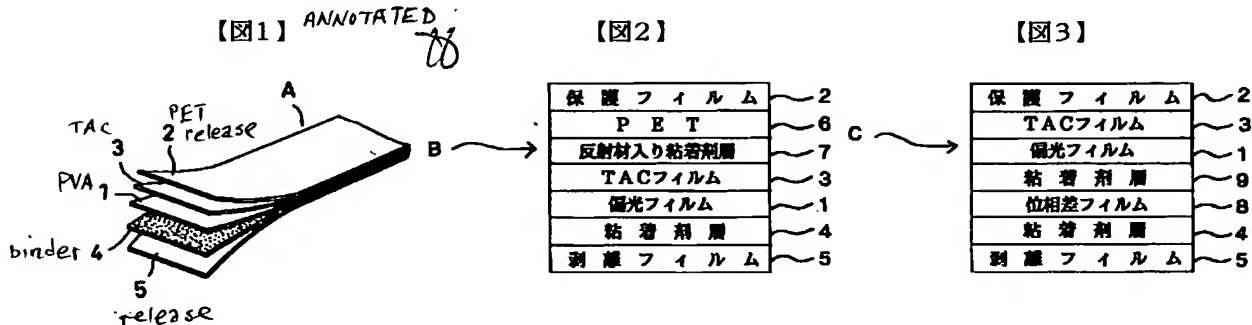 【図1】 ANNOTATED
A
PET
2 release
TAC
3
PVA 1
binder 4
5
release
【図2】
B
保護フィルム 2
PET 6
反射材入り粘着剤層 7
TACフィルム 3
偏光フィルム 1
粘着剤層 4
剥離フィルム 5
【図3】
C
保護フィルム 2
TACフィルム 3
偏光フィルム 1
粘着剤層 9
位相差フィルム 8
粘着剤層 4
剥離フィルム 5